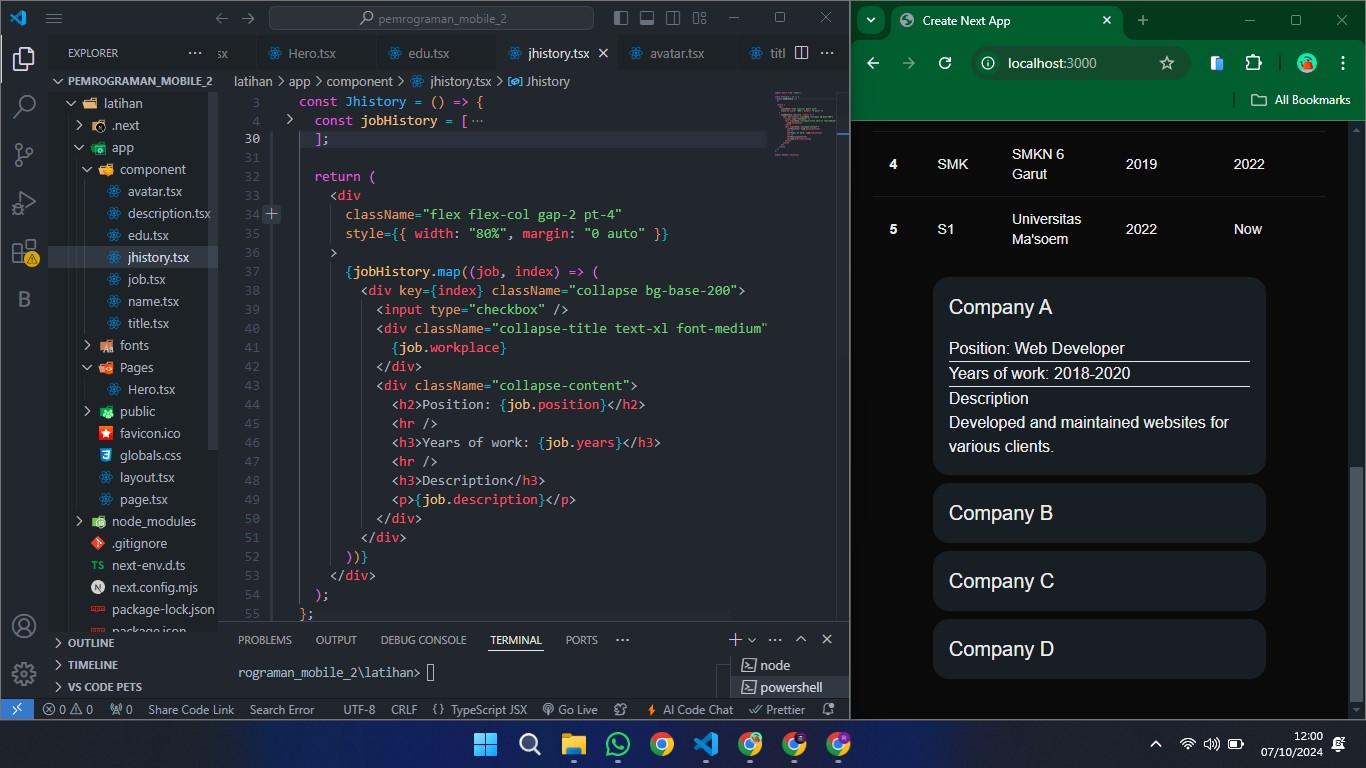 pemrograman_mobile_2
EXPLORER
sx
Hero.tsx
edu.tsx
jhistory.tsx
avatar.tsx
titl
PEMROGRAMAN_MOBILE_2
latihan
.next
app
component
avatar.tsx
description.tsx
edu.tsx
jhistory.tsx
job.tsx
name.tsx
title.tsx
fonts
Pages
Hero.tsx
public
favicon.ico
globals.css
layout.tsx
page.tsx
node_modules
.gitignore
TS next-env.d.ts
next.config.mjs
package-lock.json
package.json
OUTLINE
TIMELINE
VS CODE PETS
latihan > app > component > jhistory.tsx > Jhistory
3 const Jhistory = () => {
4 const jobHistory = [ ···
30 ];
31
32 return (
33 <div
34 className="flex flex-col gap-2 pt-4"
35 style={{ width: "80%", margin: "0 auto" }}
36 >
37 {jobHistory.map((job, index) => (
38 <div key={index} className="collapse bg-base-200">
39 <input type="checkbox" />
40 <div className="collapse-title text-xl font-medium"
41 {job.workplace}
42 </div>
43 <div className="collapse-content">
44 <h2>Position: {job.position}</h2>
45 <hr />
46 <h3>Years of work: {job.years}</h3>
47 <hr />
48 <h3>Description</h3>
49 <p>{job.description}</p>
50 </div>
51 </div>
52 ))}
53 </div>
54 );
55 };
PROBLEMS OUTPUT DEBUG CONSOLE TERMINAL PORTS
rograman_mobile_2\latihan>
node
powershell
0 0 0 Share Code Link Search Error UTF-8 CRLF {} TypeScript JSX Go Live AI Code Chat Prettier
Create Next App
localhost:3000
All Bookmarks
4 SMK SMKN 6 Garut 2019 2022
5 S1 Universitas Ma'soem 2022 Now
Company A
Position: Web Developer
Years of work: 2018-2020
Description
Developed and maintained websites for
various clients.
Company B
Company C
Company D
12:00
07/10/2024